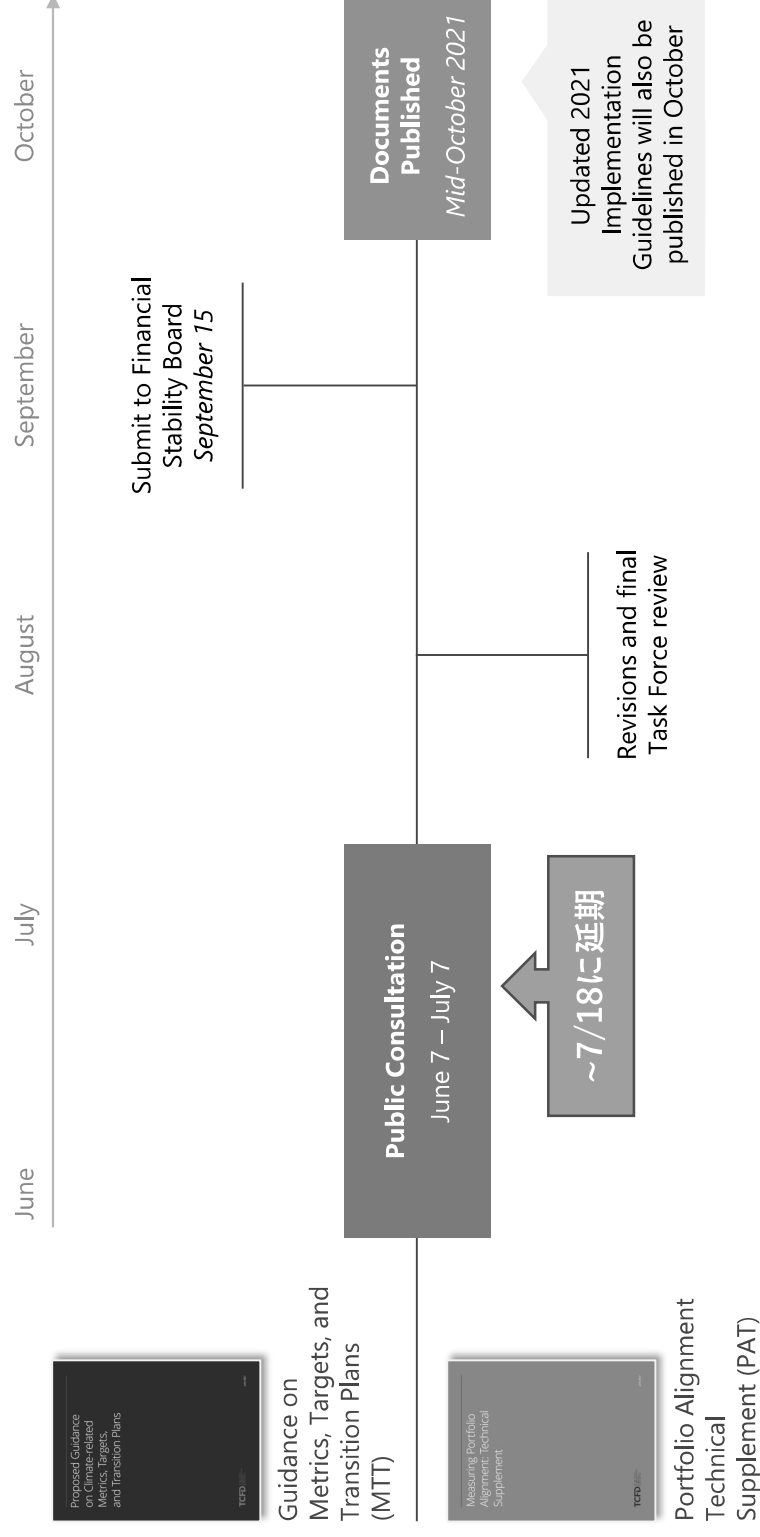 June
July
August
September
October
Proposed Guidance
on Climate-related
Metrics, Targets,
and Transition Plans
TCFD
Guidance on
Metrics, Targets, and
Transition Plans
(MTT)
Measuring Portfolio
Alignment: Technical
Supplement
TCFD
Portfolio Alignment
Technical
Supplement (PAT)
Public Consultation
June 7 – July 7
~7/18に延期
Revisions and final
Task Force review
Submit to Financial
Stability Board
September 15
Documents
Published
Mid-October 2021
Updated 2021
Implementation
Guidelines will also be
published in October